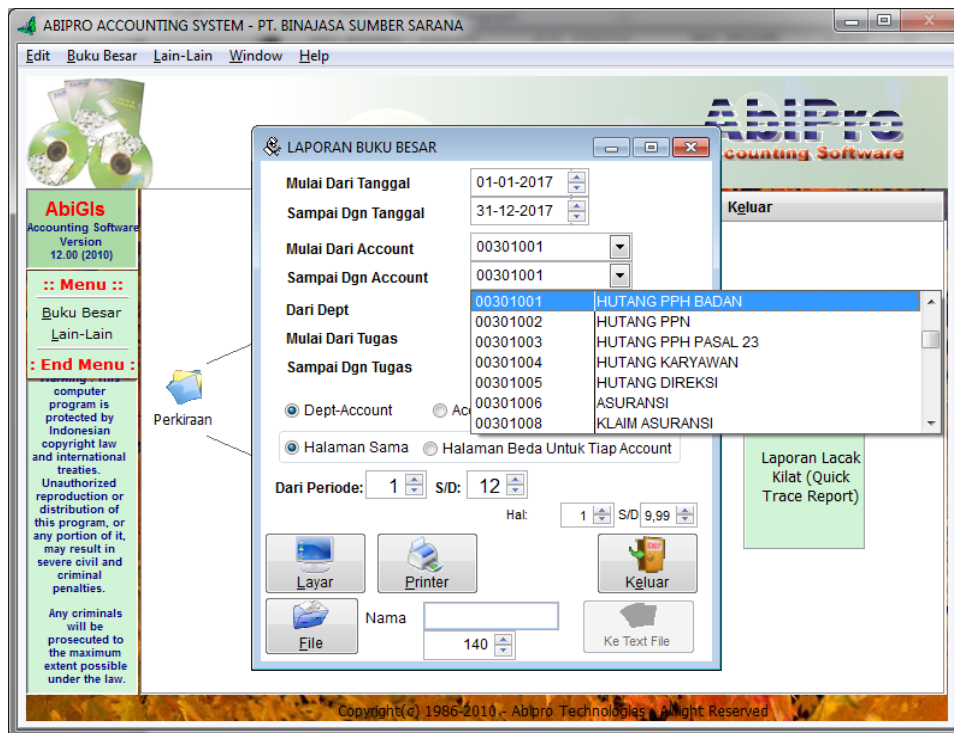 ABIPRO ACCOUNTING SYSTEM - PT. BINAJASA SUMBER SARANA
Edit Buku Besar Lain-Lain Window Help
AbiPro
counting Software
AbiGls
Accounting Software
Version
12.00 (2010)
:: Menu ::
Buku Besar
Lain-Lain
: End Menu :
Warning : This
computer
program is
protected by
Indonesian
copyright law
and international
treaties.
Unauthorized
reproduction or
distribution of
this program, or
any portion of it,
may result in
severe civil and
criminal
penalties.
Any criminals
will be
prosecuted to
the maximum
extent possible
under the law.
Perkiraan
LAPORAN BUKU BESAR
Mulai Dari Tanggal 01-01-2017
Sampai Dgn Tanggal 31-12-2017
Mulai Dari Account 00301001
Sampai Dgn Account 00301001
Dari Dept
Mulai Dari Tugas
Sampai Dgn Tugas
00301001 HUTANG PPH BADAN
00301002 HUTANG PPN
00301003 HUTANG PPH PASAL 23
00301004 HUTANG KARYAWAN
00301005 HUTANG DIREKSI
00301006 ASURANSI
00301008 KLAIM ASURANSI
Dept-Account Ac
Halaman Sama Halaman Beda Untuk Tiap Account
Dari Periode: 1 S/D: 12
Hal: 1 S/D 9,99
Layar
Printer
Keluar
File
Nama
140
Ke Text File
Keluar
Laporan Lacak
Kilat (Quick
Trace Report)
Copyright(c) 1986-2010 - Abipro Technologies - All right Reserved